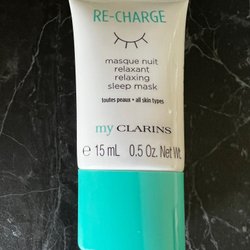 RE-CHARGE
masque nuit
relaxant
relaxing
sleep mask
toutes peaux • all skin types
my CLARINS
e 15 mL 0.5 Oz. Net Wt.